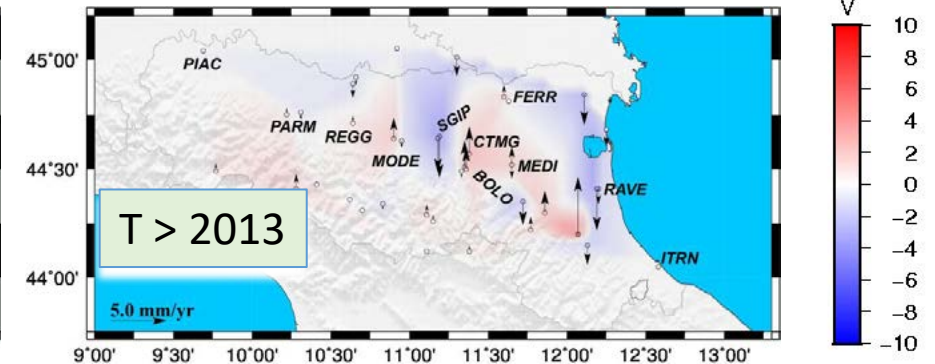 V
45°00'
44°30'
44°00'
PIAC
PARM
REGG
MODE
SGIP
CTMG
BOLO
FERR
MEDI
RAVE
ITRN
T > 2013
5.0 mm/yr
9°00' 9°30' 10°00' 10°30' 11°00' 11°30' 12°00' 12°30' 13°00'
10
8
6
4
2
0
−2
−4
−6
−8
−10